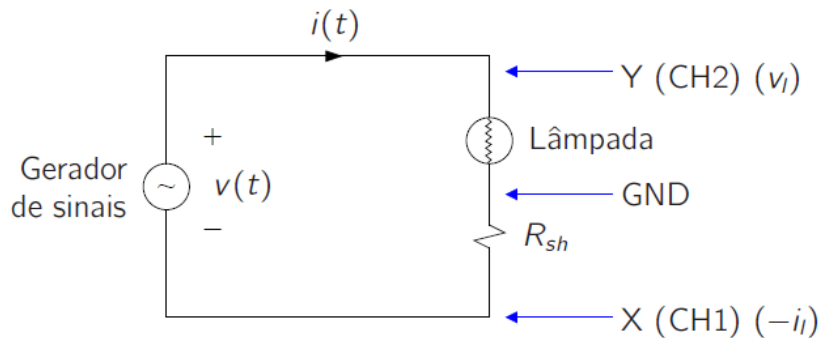 i(t)
Y (CH2) (v_l)
Lâmpada
+
Gerador
de sinais
~
v(t)
GND
−
R_sh
X (CH1) (−i_l)